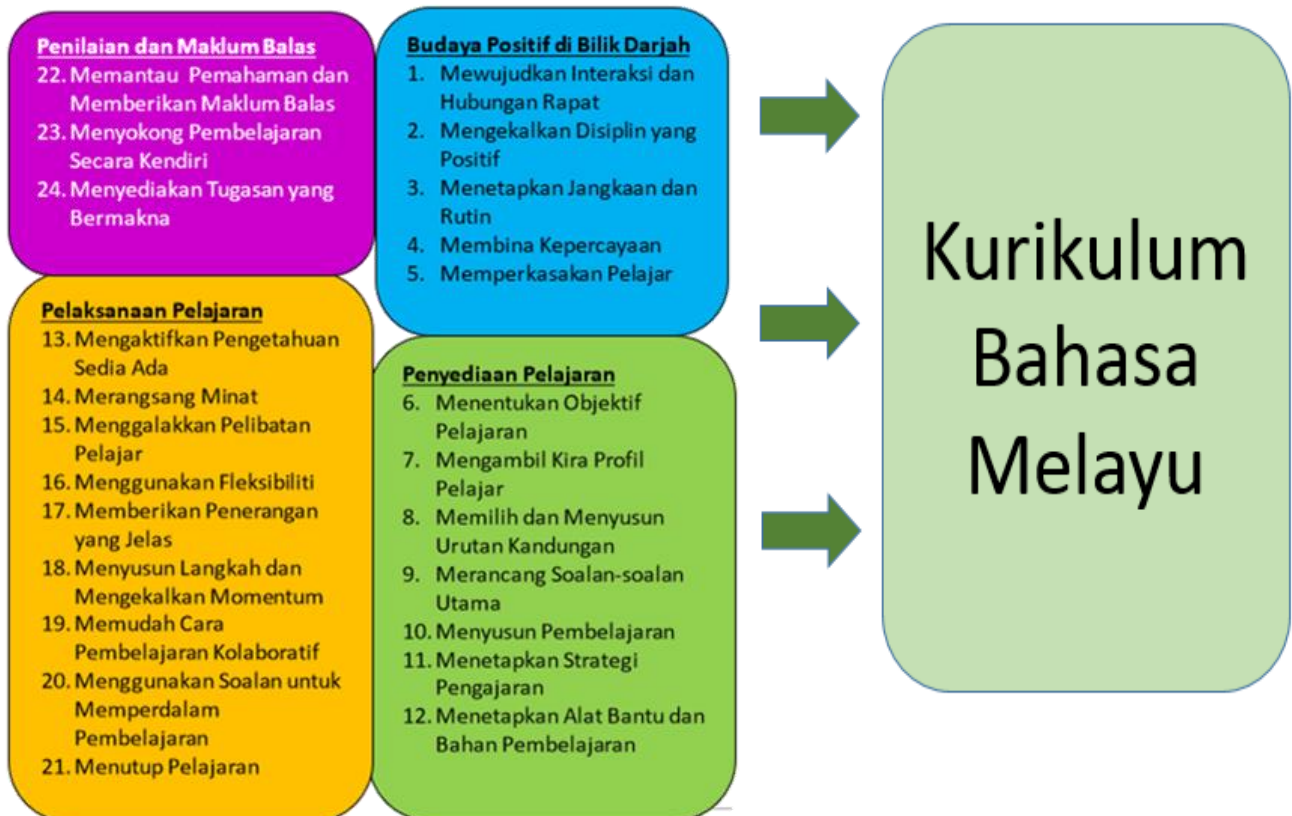 Penilaian dan Maklum Balas
22. Memantau Pemahaman dan
Memberikan Maklum Balas
23. Menyokong Pembelajaran
Secara Kendiri
24. Menyediakan Tugasan yang
Bermakna
Budaya Positif di Bilik Darjah
1. Mewujudkan Interaksi dan
Hubungan Rapat
2. Mengekalkan Disiplin yang
Positif
3. Menetapkan Jangkaan dan
Rutin
4. Membina Kepercayaan
5. Memperkasakan Pelajar
Pelaksanaan Pelajaran
13. Mengaktifkan Pengetahuan
Sedia Ada
14. Merangsang Minat
15. Menggalakkan Pelibatan
Pelajar
16. Menggunakan Fleksibiliti
17. Memberikan Penerangan
yang Jelas
18. Menyusun Langkah dan
Mengekalkan Momentum
19. Memudah Cara
Pembelajaran Kolaboratif
20. Menggunakan Soalan untuk
Memperdalam
Pembelajaran
21. Menutup Pelajaran
Penyediaan Pelajaran
6. Menentukan Objektif
Pelajaran
7. Mengambil Kira Profil
Pelajar
8. Memilih dan Menyusun
Urutan Kandungan
9. Merancang Soalan-soalan
Utama
10. Menyusun Pembelajaran
11. Menetapkan Strategi
Pengajaran
12. Menetapkan Alat Bantu dan
Bahan Pembelajaran
Kurikulum
Bahasa
Melayu